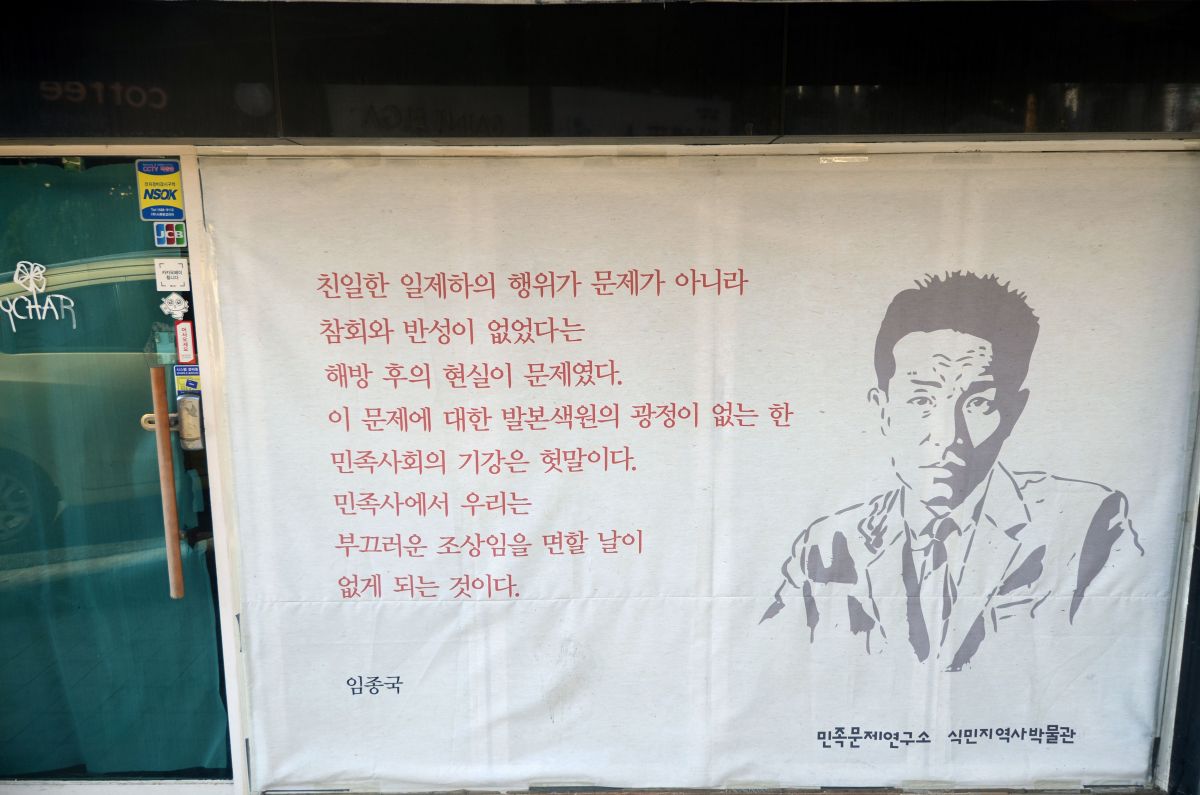 coffee
CCTV
NSOK
JCB
YCHAR
친일한 일제하의 행위가 문제가 아니라
참회와 반성이 없었다는
해방 후의 현실이 문제였다.
이 문제에 대한 발본색원의 광정이 없는 한
민족사회의 기강은 헛말이다.
민족사에서 우리는
부끄러운 조상임을 면할 날이
없게 되는 것이다.
임종국
민족문제연구소 식민지역사박물관